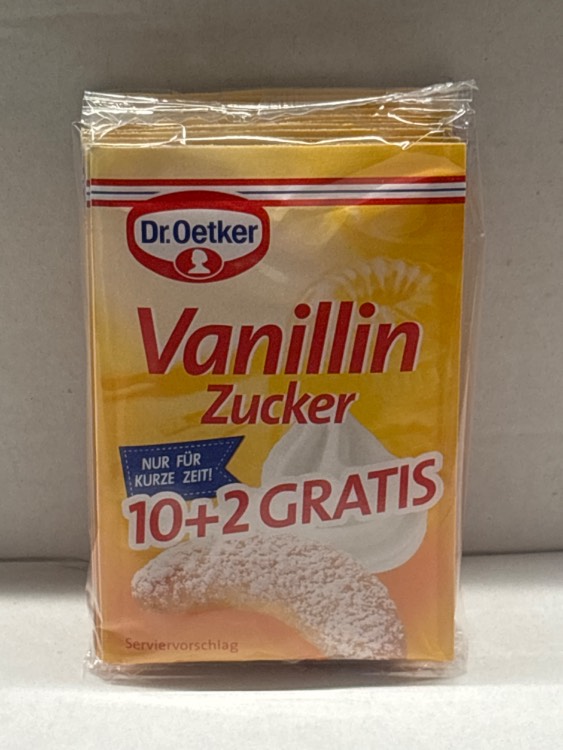 Dr.Oetker
Vanillin
Zucker
NUR FÜR
KURZE ZEIT!
10+2 GRATIS
Serviervorschlag